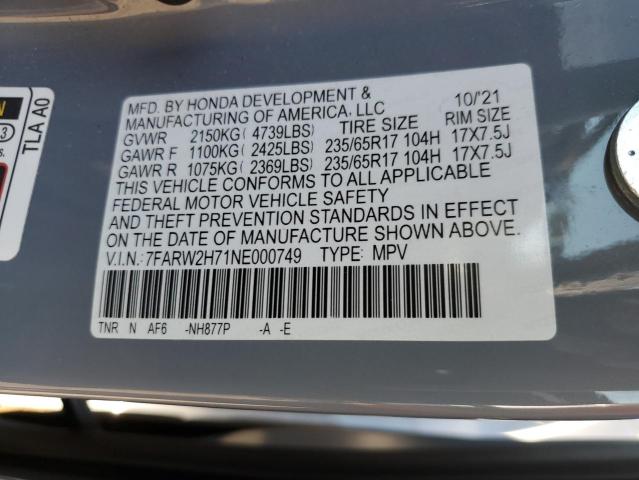 MFD. BY HONDA DEVELOPMENT &
MANUFACTURING OF AMERICA, LLC 10/'21
GVWR 2150KG ( 4739LBS) TIRE SIZE RIM SIZE
GAWR F 1100KG ( 2425LBS) 235/65R17 104H 17X7.5J
GAWR R 1075KG ( 2369LBS) 235/65R17 104H 17X7.5J
THIS VEHICLE CONFORMS TO ALL APPLICABLE
FEDERAL MOTOR VEHICLE SAFETY
AND THEFT PREVENTION STANDARDS IN EFFECT
ON THE DATE OF MANUFACTURE SHOWN ABOVE.
V.I.N.: 7FARW2H71NE000749 TYPE: MPV
TNR N AF6 -NH877P -A -E
TLA A0
N
3
s.